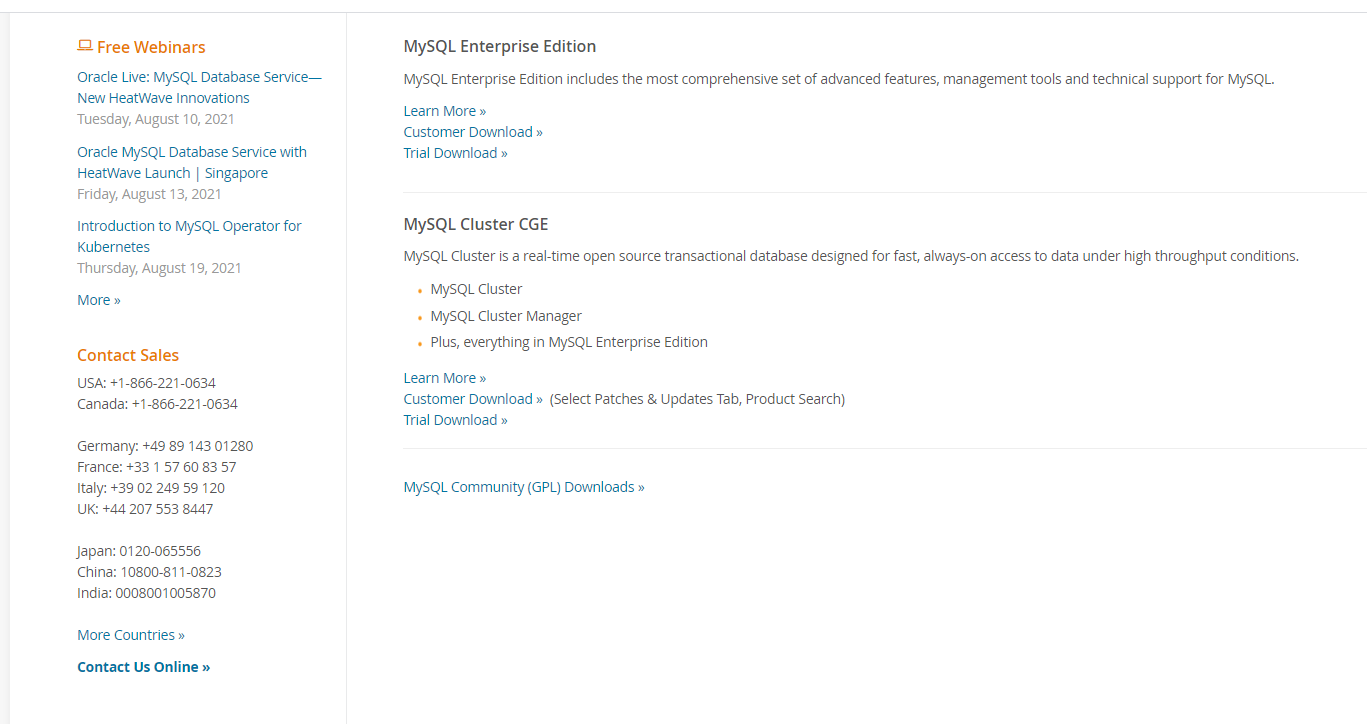 Free Webinars
Oracle Live: MySQL Database Service—
New HeatWave Innovations
Tuesday, August 10, 2021
Oracle MySQL Database Service with
HeatWave Launch | Singapore
Friday, August 13, 2021
Introduction to MySQL Operator for
Kubernetes
Thursday, August 19, 2021
More »
Contact Sales
USA: +1-866-221-0634
Canada: +1-866-221-0634
Germany: +49 89 143 01280
France: +33 1 57 60 83 57
Italy: +39 02 249 59 120
UK: +44 207 553 8447
Japan: 0120-065556
China: 10800-811-0823
India: 0008001005870
More Countries »
Contact Us Online »
MySQL Enterprise Edition
MySQL Enterprise Edition includes the most comprehensive set of advanced features, management tools and technical support for MySQL.
Learn More »
Customer Download »
Trial Download »
MySQL Cluster CGE
MySQL Cluster is a real-time open source transactional database designed for fast, always-on access to data under high throughput conditions.
MySQL Cluster
MySQL Cluster Manager
Plus, everything in MySQL Enterprise Edition
Learn More »
Customer Download » (Select Patches & Updates Tab, Product Search)
Trial Download »
MySQL Community (GPL) Downloads »